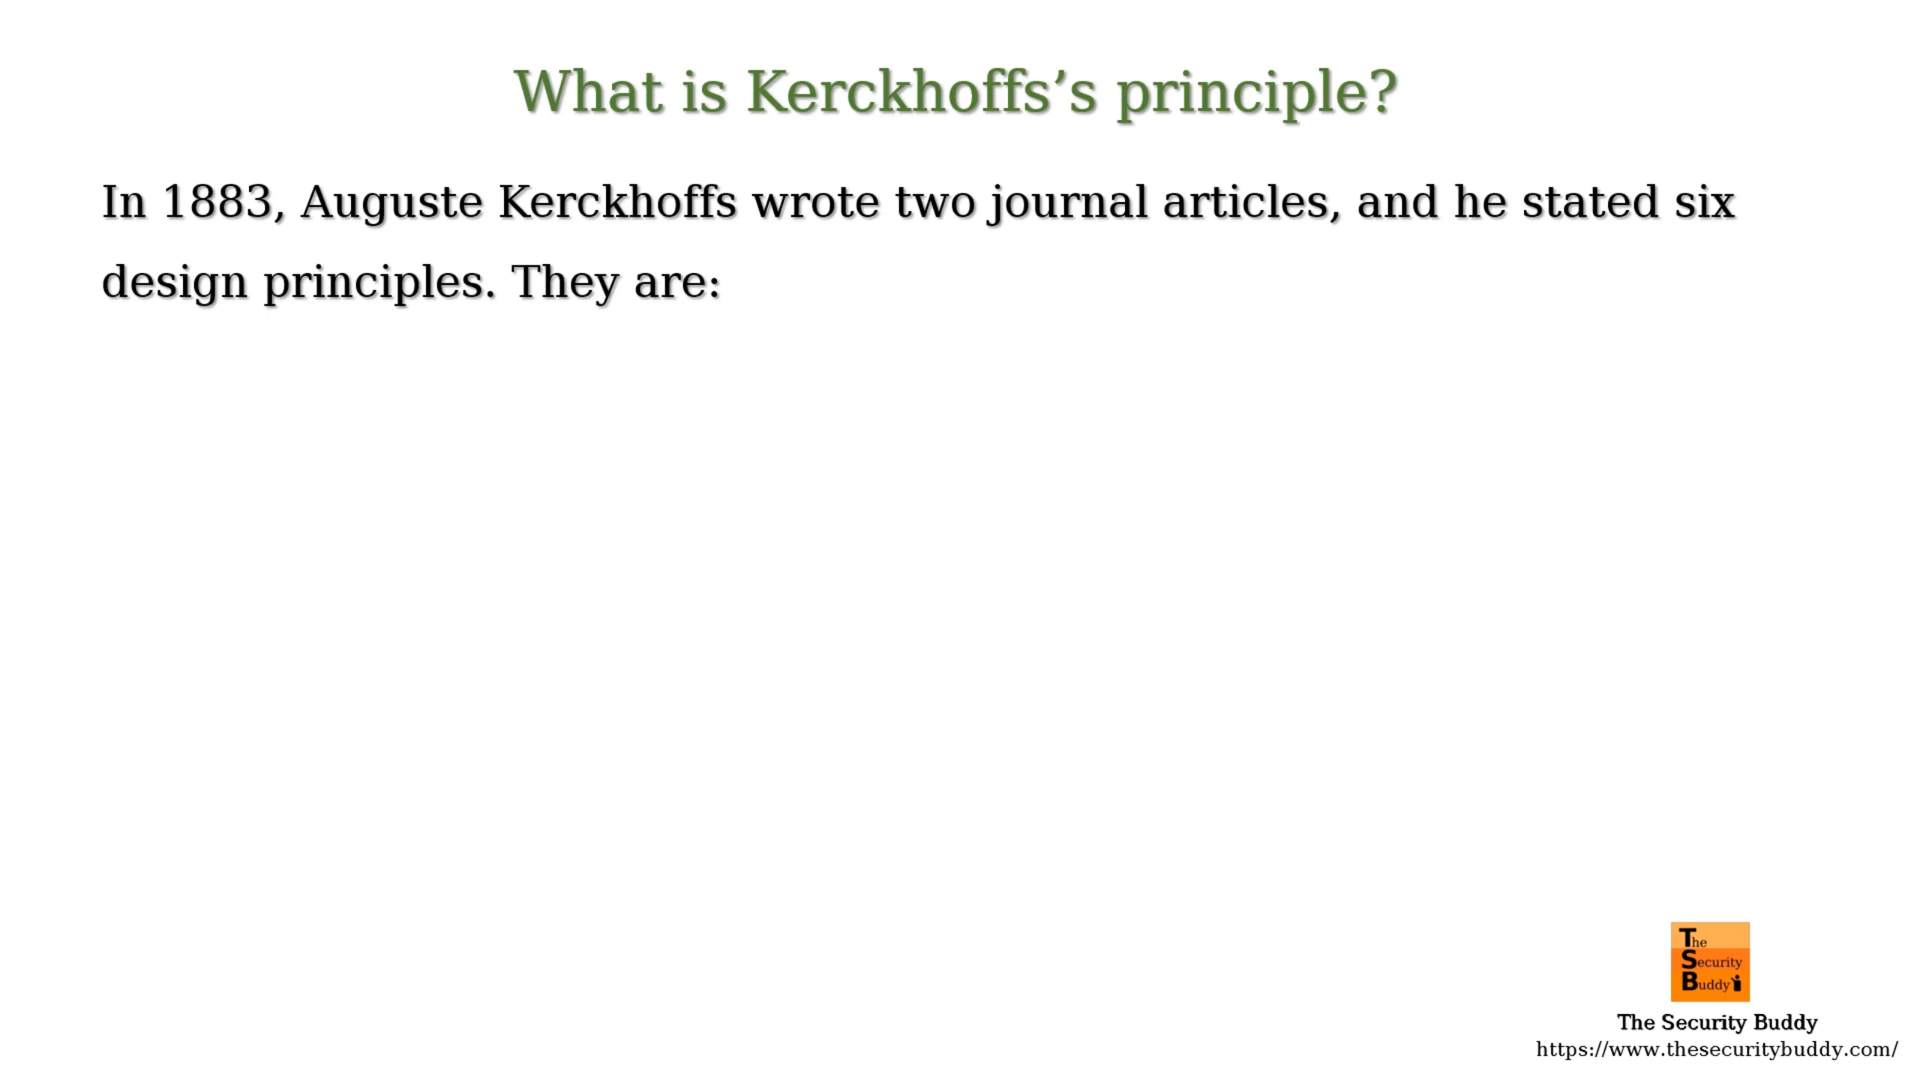 What is Kerckhoffs’s principle?
In 1883, Auguste Kerckhoffs wrote two journal articles, and he stated six
design principles. They are:
The
Security
Buddy
The Security Buddy
https://www.thesecuritybuddy.com/